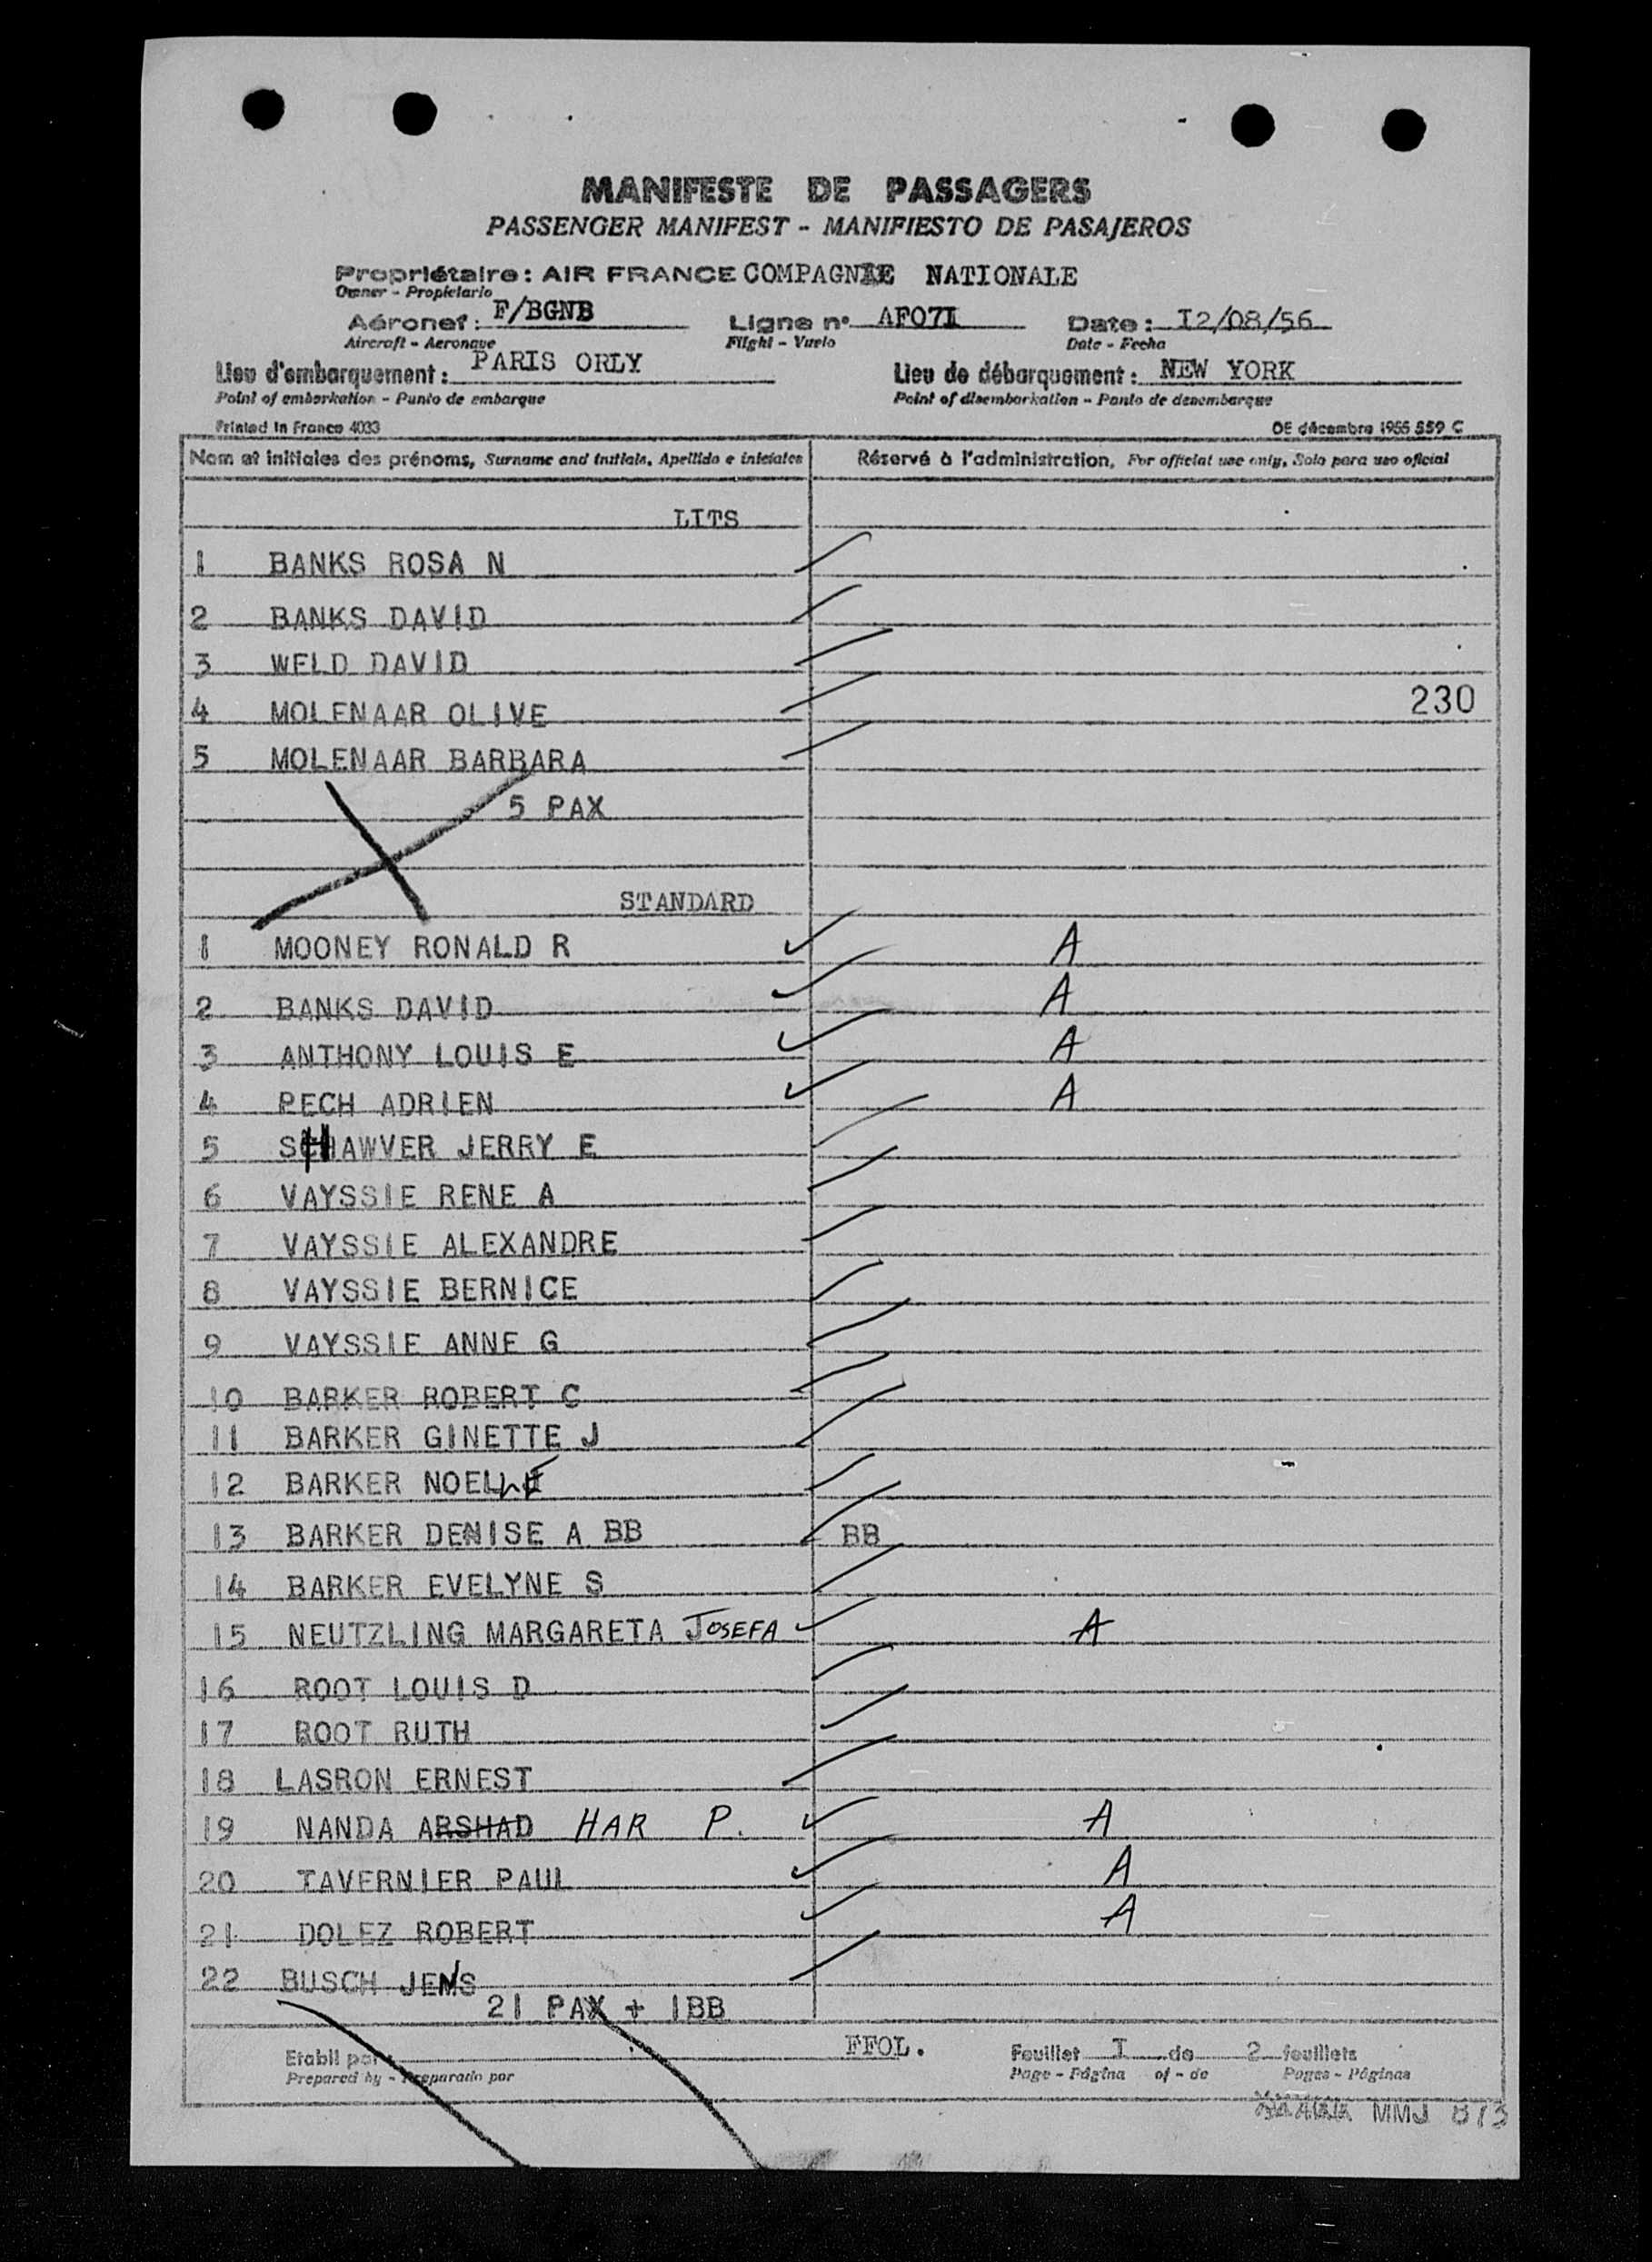 MANIFESTE DE PASSAGERS
PASSENGER MANIFEST - MANIFIESTO DE PASAJEROS
Propriétaire : AIR FRANCE COMPAGNIE NATIONALE
Owner - Propietario
Aéronef : F/BGNB Ligne n° AF07I Date : I2/08/56
Aircraft - Aeronave Flight - Vuelo Date - Fecha
Lieu d'embarquement : PARIS ORLY Lieu de débarquement : NEW YORK
Point of embarkation - Punto de embarque Point of disembarkation - Punto de desembarque
Printed in France 4033 DE décembre 1955 559 C
Nom et initiales des prénoms, Surname and initials, Apellido e iniciales Réservé à l'administration, For official use only, Solo para uso oficial
LITS
1 BANKS ROSA N
2 BANKS DAVID
3 WELD DAVID
4 MOLENAAR OLIVE 230
5 MOLENAAR BARBARA
5 PAX
STANDARD
1 MOONEY RONALD R A
2 BANKS DAVID A
3 ANTHONY LOUIS E A
4 PECH ADRIEN A
5 SHAWVER JERRY E
6 VAYSSIE RENE A
7 VAYSSIE ALEXANDRE
8 VAYSSIE BERNICE
9 VAYSSIE ANNE G
10 BARKER ROBERT C
11 BARKER GINETTE J
12 BARKER NOEL
13 BARKER DENISE A BB BB
14 BARKER EVELYNE S
15 NEUTZLING MARGARETA JOSEFA A
16 ROOT LOUIS D
17 ROOT RUTH
18 LASRON ERNEST
19 NANDA ARSHAD HAR P. A
20 TAVERNIER PAUL A
21 DOLEZ ROBERT A
22 BUSCH JENS
21 PAX + 1BB
Etabli par : FFOL. Feuillet I de 2 feuillets
Prepared by - Preparado por Page - Página of - de Pages - Páginas
MMJ 873